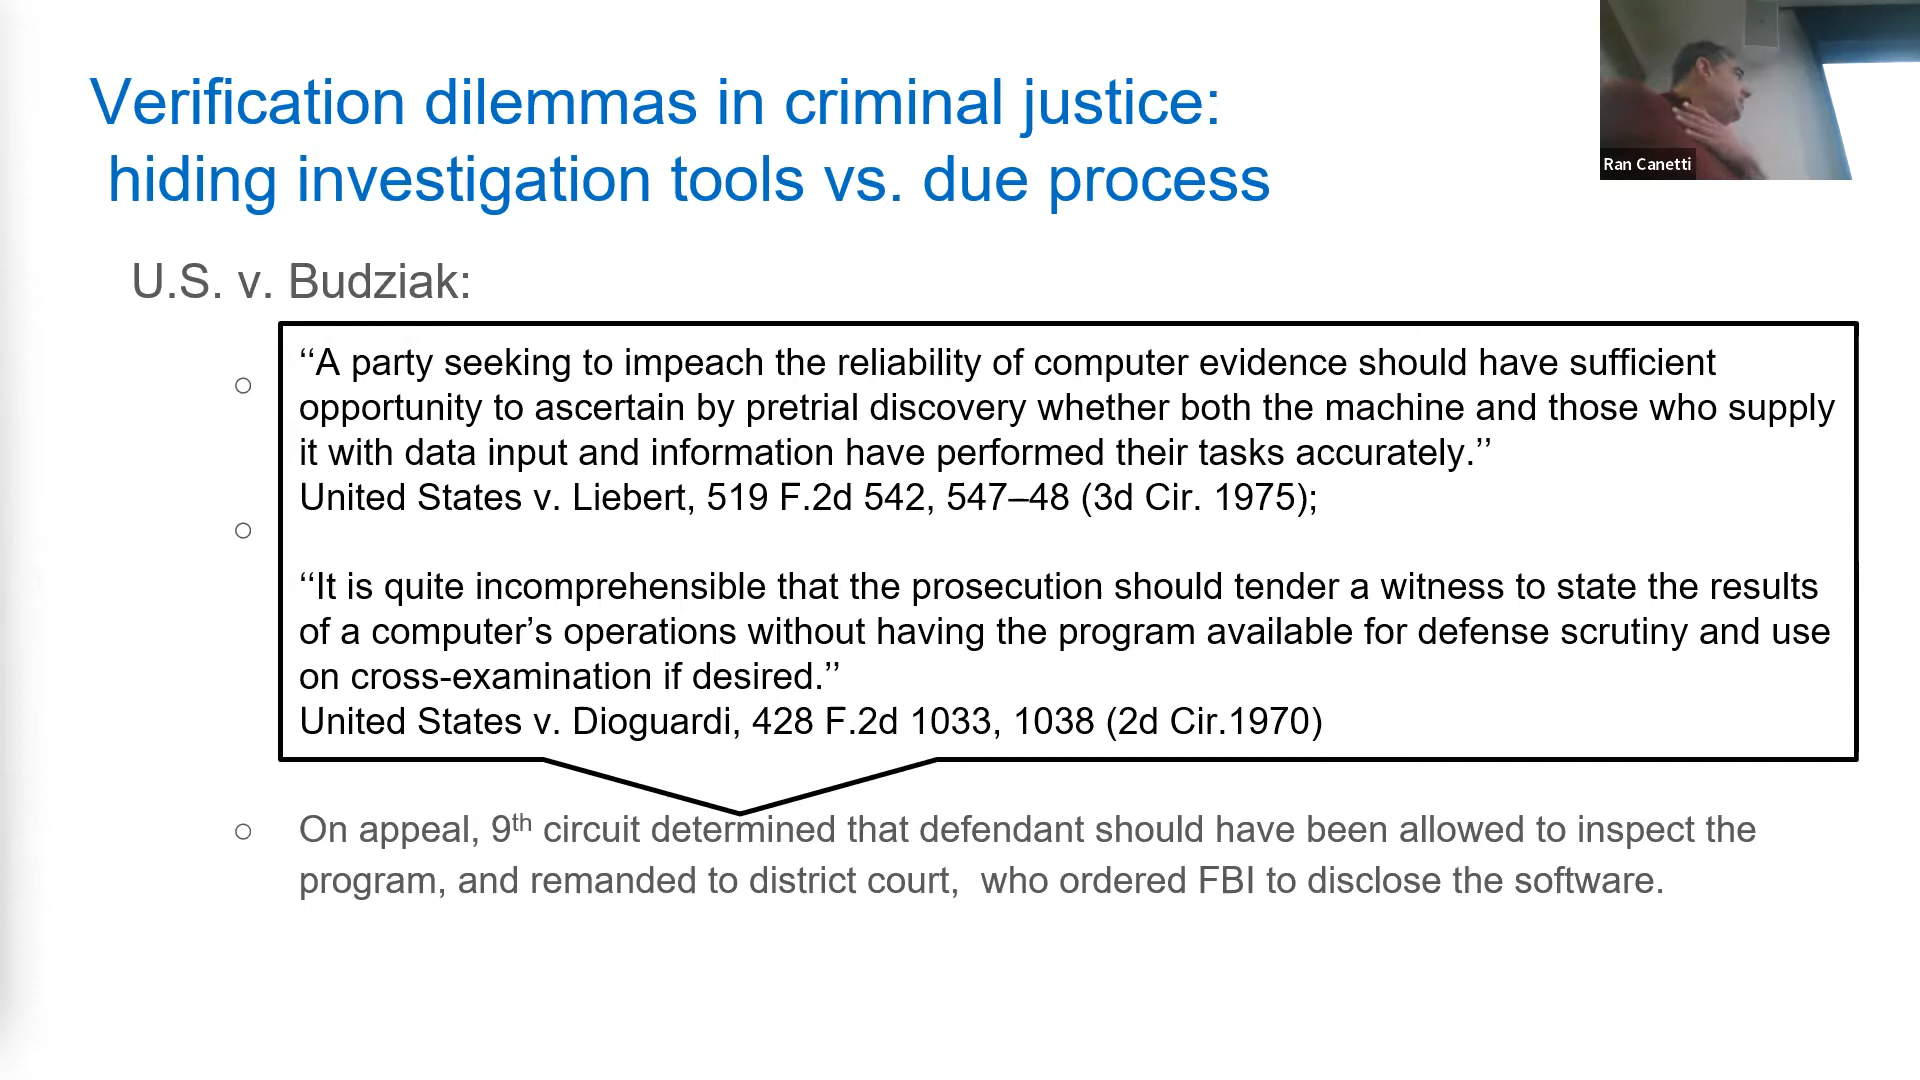 Verification dilemmas in criminal justice:
hiding investigation tools vs. due process
Ran Canetti
U.S. v. Budziak:
‘‘A party seeking to impeach the reliability of computer evidence should have sufficient
opportunity to ascertain by pretrial discovery whether both the machine and those who supply
it with data input and information have performed their tasks accurately.’’
United States v. Liebert, 519 F.2d 542, 547–48 (3d Cir. 1975);
‘‘It is quite incomprehensible that the prosecution should tender a witness to state the results
of a computer’s operations without having the program available for defense scrutiny and use
on cross-examination if desired.’’
United States v. Dioguardi, 428 F.2d 1033, 1038 (2d Cir.1970)
○ On appeal, 9th circuit determined that defendant should have been allowed to inspect the
program, and remanded to district court,  who ordered FBI to disclose the software.